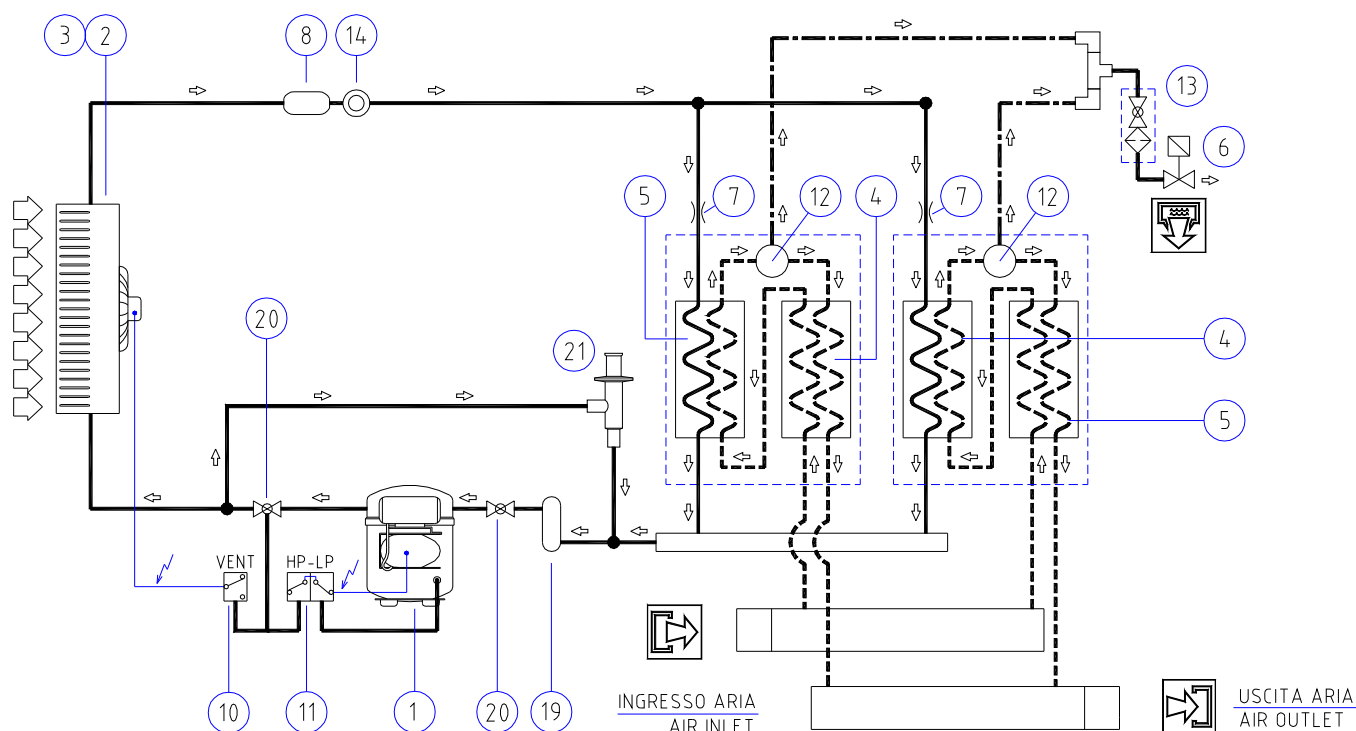 3 2 8 14
13
6
5 7 12 4 7 12
20
21
4
5
VENT HP-LP
10 11 1 20 19
INGRESSO ARIA
AIR INLET
USCITA ARIA
AIR OUTLET